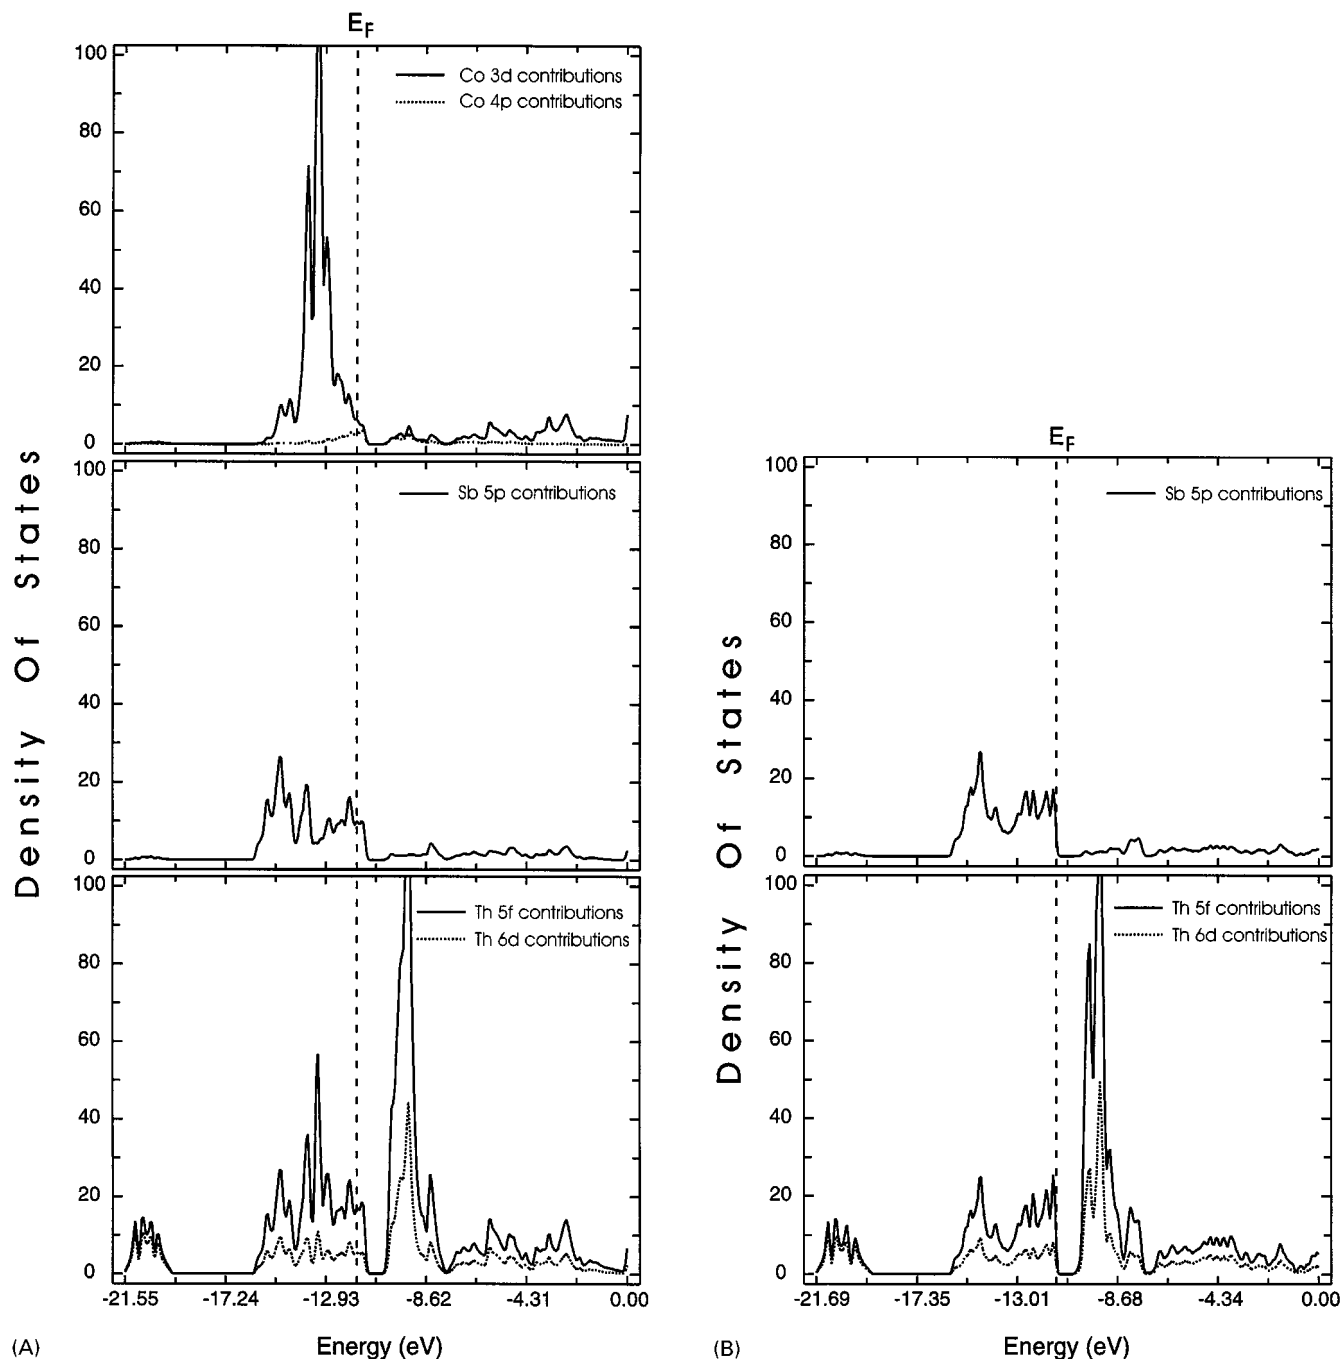 E_F
100
Co 3d contributions
Co 4p contributions
80
60
40
20
0
100
Sb 5p contributions
80
60
40
20
0
100
Th 5f contributions
Th 6d contributions
80
60
40
20
0
-21.55 -17.24 -12.93 -8.62 -4.31 0.00
Density Of States
(A) Energy (eV)
E_F
100
Sb 5p contributions
80
60
40
20
0
100
Th 5f contributions
Th 6d contributions
80
60
40
20
0
-21.69 -17.35 -13.01 -8.68 -4.34 0.00
Density Of States
(B) Energy (eV)